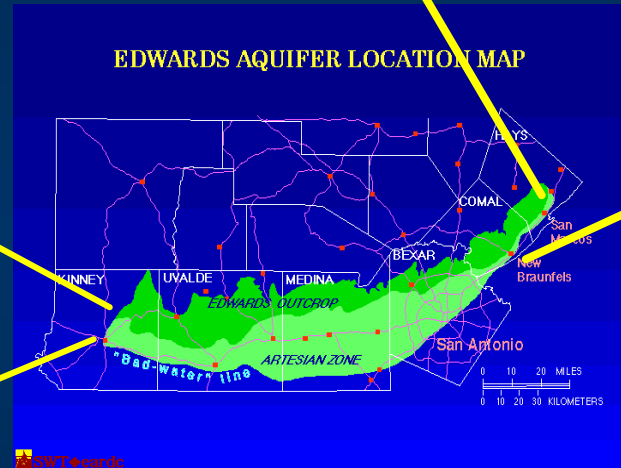 EDWARDS AQUIFER LOCATION MAP
HAYS
COMAL
San
Marcos
BEXAR
New
Braunfels
KINNEY
UVALDE
MEDINA
EDWARDS OUTCROP
San Antonio
ARTESIAN ZONE
"Bad-water" line
0 10 20 MILES
0 10 20 30 KILOMETERS